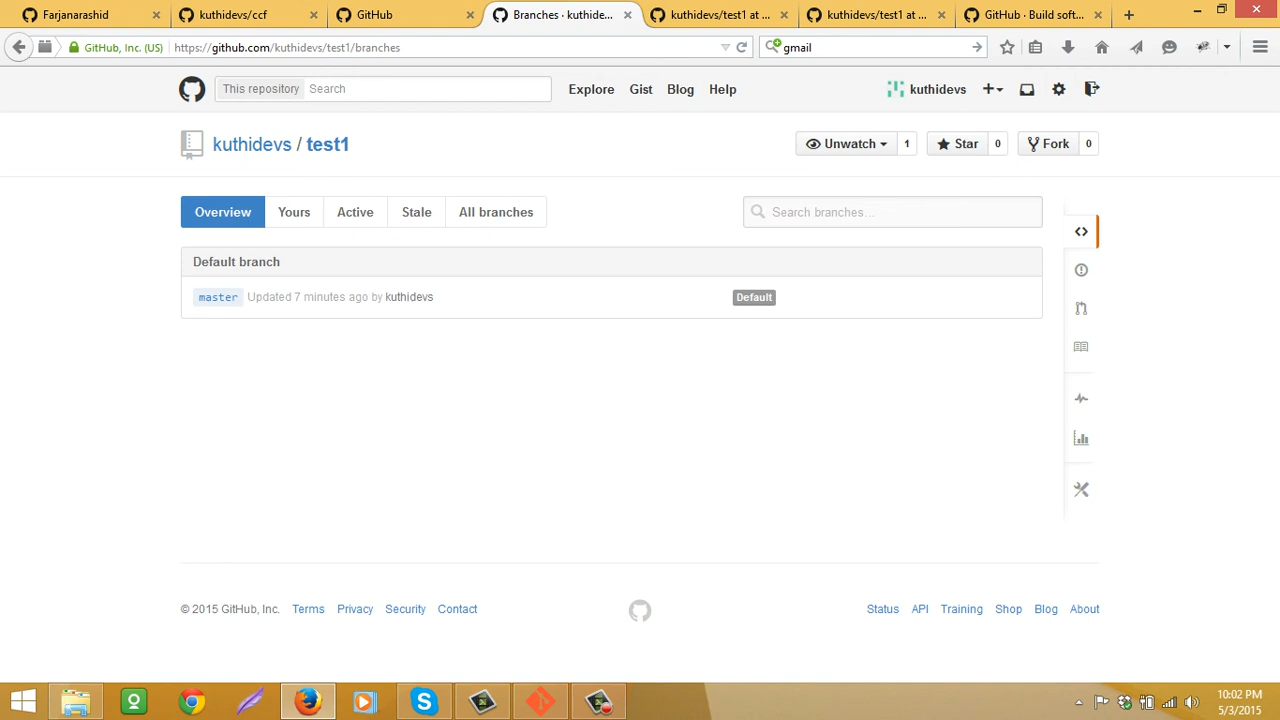 Farjanarashid
kuthidevs/ccf
GitHub
Branches · kuthide...
kuthidevs/test1 at ...
kuthidevs/test1 at ...
GitHub · Build soft...
GitHub, Inc. (US)
https://github.com/kuthidevs/test1/branches
gmail
This repository
Search
Explore
Gist
Blog
Help
kuthidevs
kuthidevs / test1
Unwatch
1
Star
0
Fork
0
Overview
Yours
Active
Stale
All branches
Search branches...
Default branch
master Updated 7 minutes ago by kuthidevs
Default
© 2015 GitHub, Inc.
Terms
Privacy
Security
Contact
Status
API
Training
Shop
Blog
About
10:02 PM
5/3/2015